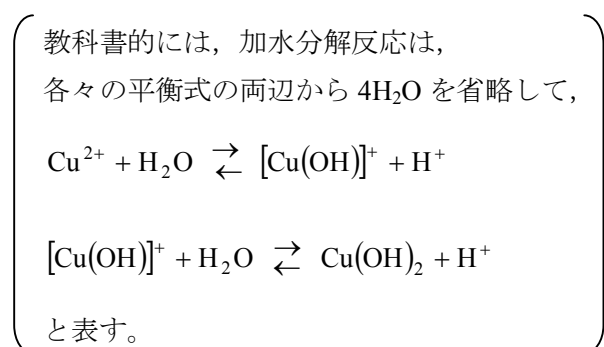 教科書的には，加水分解反応は，
各々の平衡式の両辺から 4H₂O を省略して，
Cu²⁺ + H₂O ⇄ [Cu(OH)]⁺ + H⁺
[Cu(OH)]⁺ + H₂O ⇄ Cu(OH)₂ + H⁺
と表す。